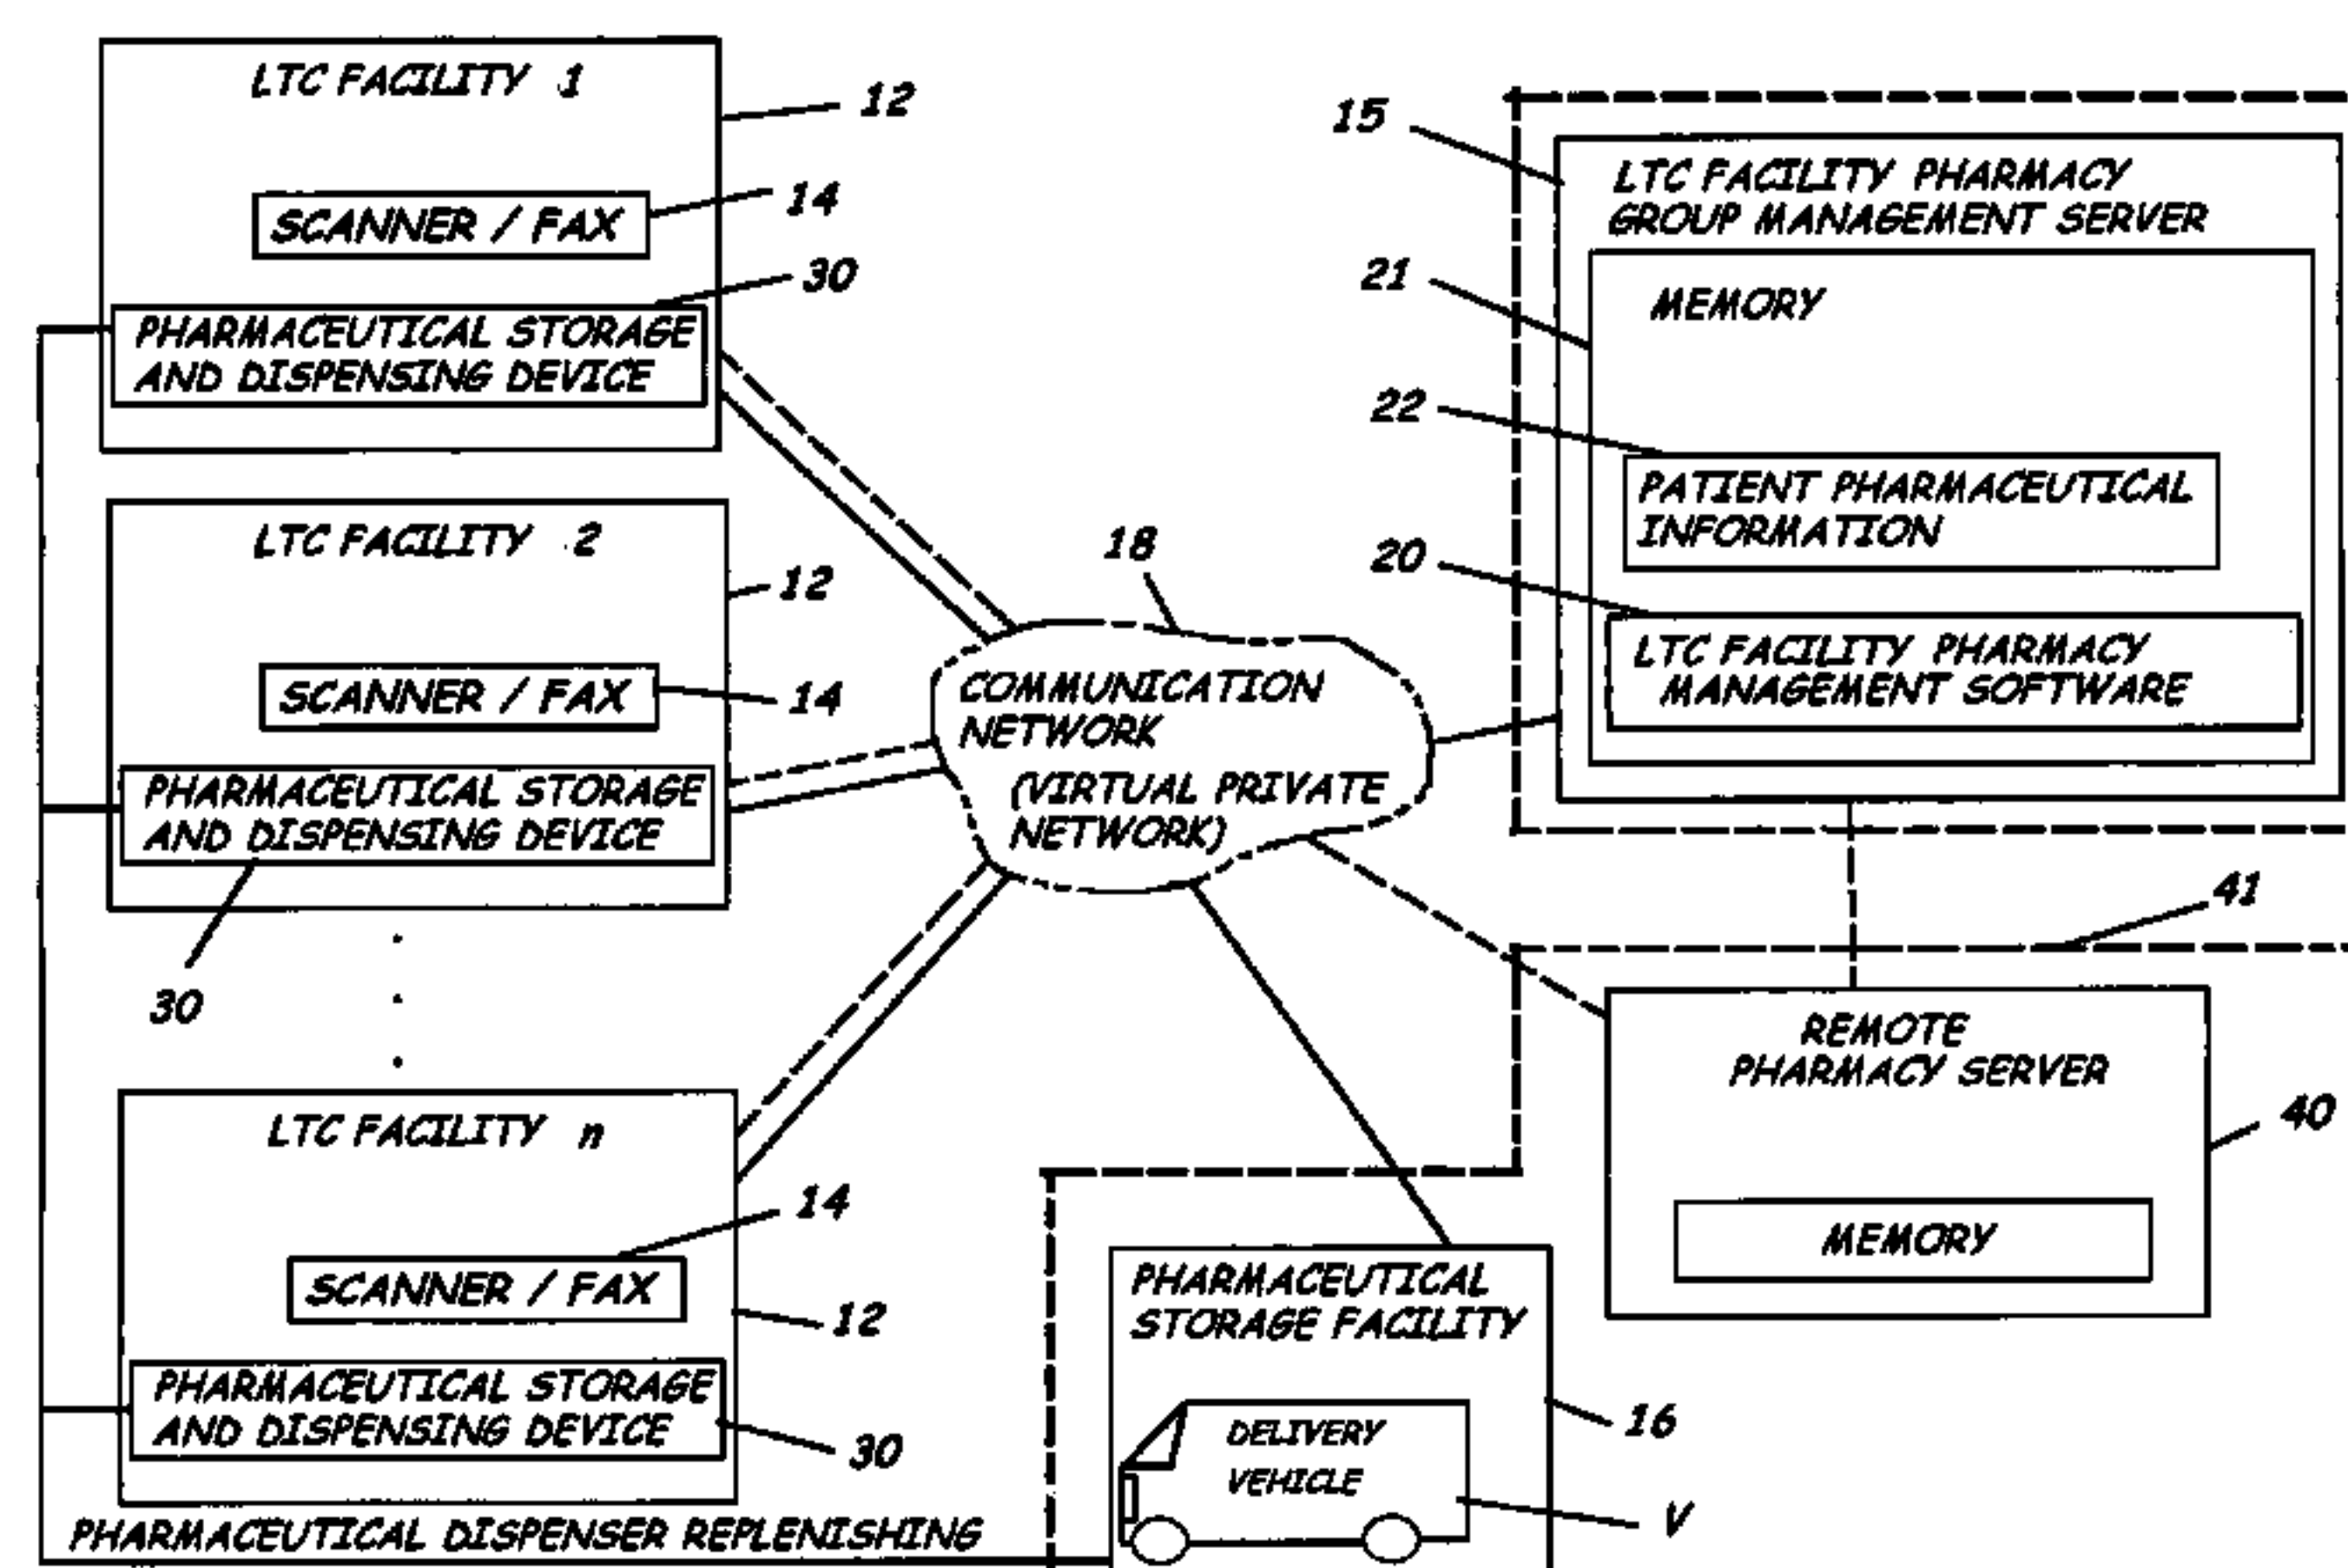 LTC FACILITY 1
12
SCANNER / FAX
14
30
PHARMACEUTICAL STORAGE
AND DISPENSING DEVICE
LTC FACILITY 2
12
SCANNER / FAX
14
PHARMACEUTICAL STORAGE
AND DISPENSING DEVICE
30
LTC FACILITY n
14
SCANNER / FAX
12
PHARMACEUTICAL STORAGE
AND DISPENSING DEVICE
30
PHARMACEUTICAL DISPENSER REPLENISHING
18
COMMUNICATION
NETWORK
(VIRTUAL PRIVATE
NETWORK)
15
LTC FACILITY PHARMACY
GROUP MANAGEMENT SERVER
21
MEMORY
22
PATIENT PHARMACEUTICAL
INFORMATION
20
LTC FACILITY PHARMACY
MANAGEMENT SOFTWARE
41
REMOTE
PHARMACY SERVER
40
MEMORY
PHARMACEUTICAL
STORAGE FACILITY
16
DELIVERY
VEHICLE
V